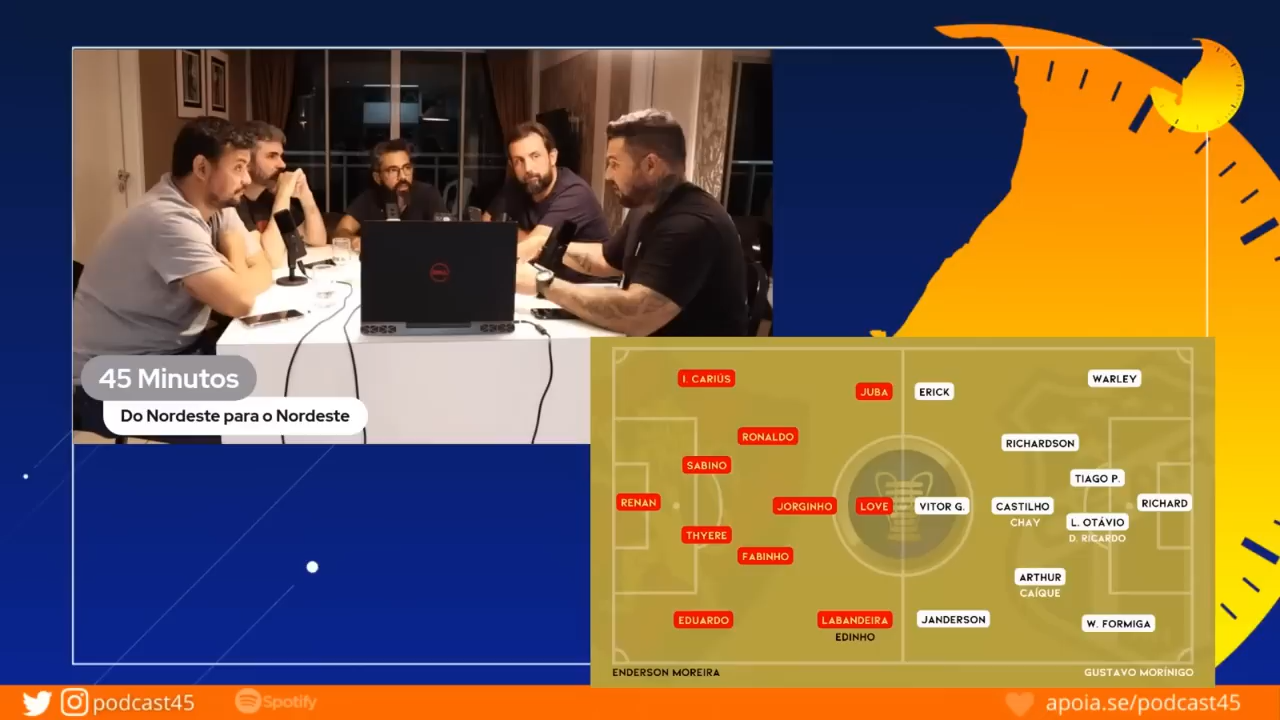 DELL
45 Minutos
Do Nordeste para o Nordeste
I. CARIÚS
JUBA
ERICK
WARLEY
RONALDO
RICHARDSON
SABINO
TIAGO P.
RENAN
JORGINHO
LOVE
VITOR G.
CASTILHO
CHAY
RICHARD
L. OTÁVIO
D. RICARDO
THYERE
FABINHO
ARTHUR
CAÍQUE
EDUARDO
LABANDEIRA
EDINHO
JANDERSON
W. FORMIGA
ENDERSON MOREIRA
GUSTAVO MORÍNIGO
podcast45
Spotify
apoia.se/podcast45